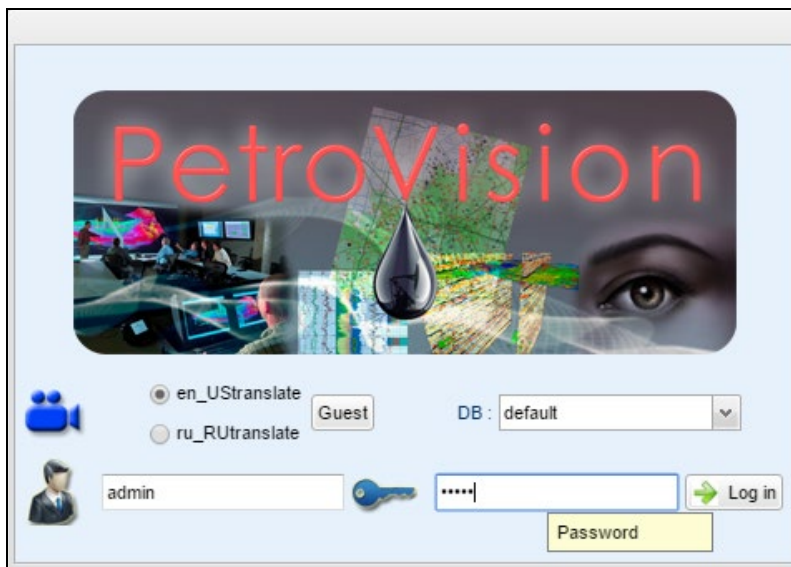 PetroVision
en_UStranslate
Guest
DB : default
ru_RUtranslate
admin
•••••
Log in
Password